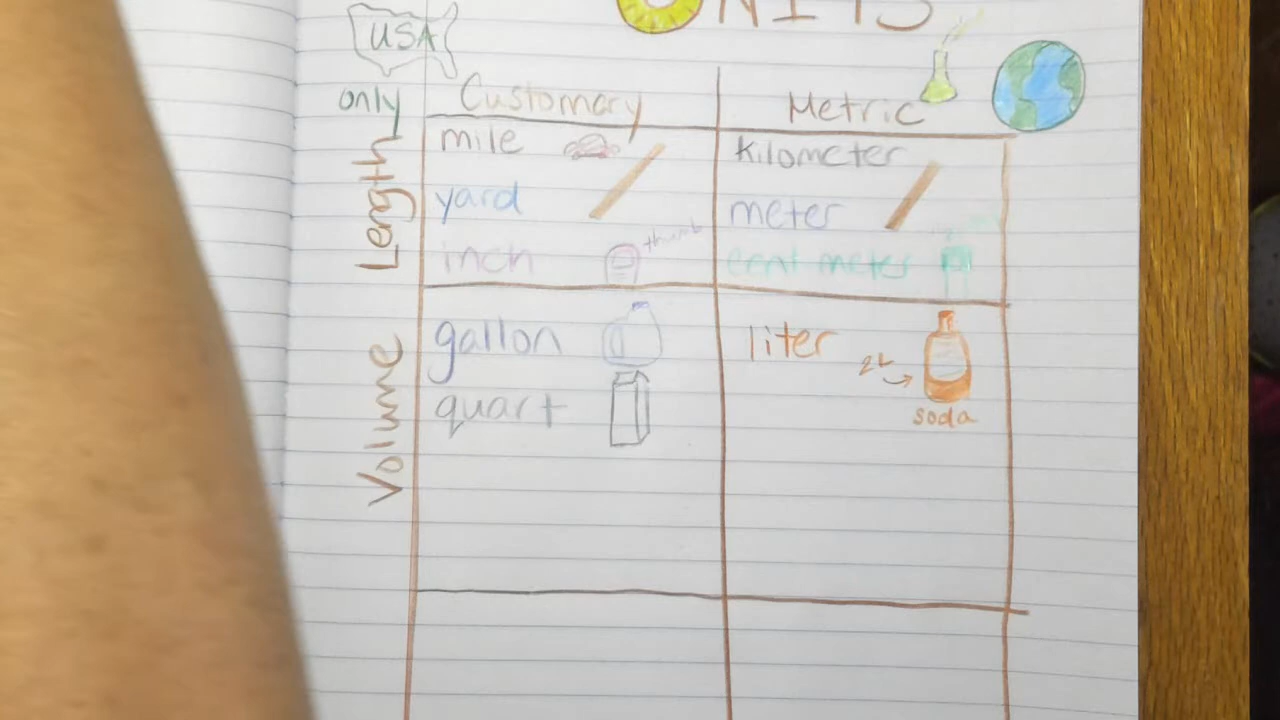 USA
only
Customary
Metric
Length
mile
kilometer
yard
meter
inch
thumb
centimeter
Volume
gallon
liter
2L
soda
quart